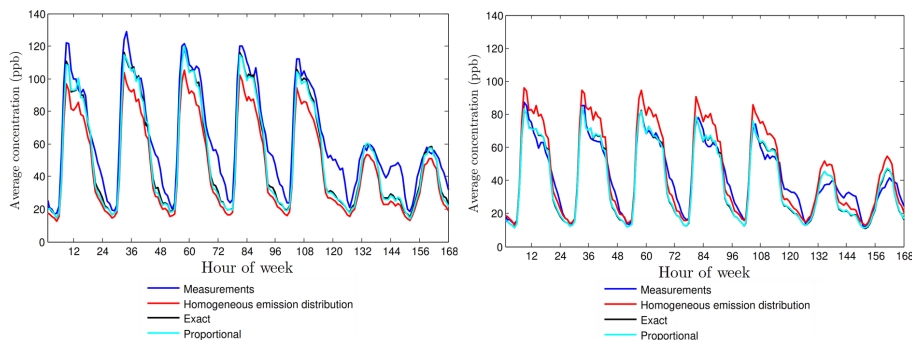 Average concentration (ppb)
140
120
100
80
60
40
20
0
12 24 36 48 60 72 84 96 108 120 132 144 156 168
Hour of week
Measurements
Homogeneous emission distribution
Exact
Proportional
Average concentration (ppb)
140
120
100
80
60
40
20
0
12 24 36 48 60 72 84 96 108 120 132 144 156 168
Hour of week
Measurements
Homogeneous emission distribution
Exact
Proportional